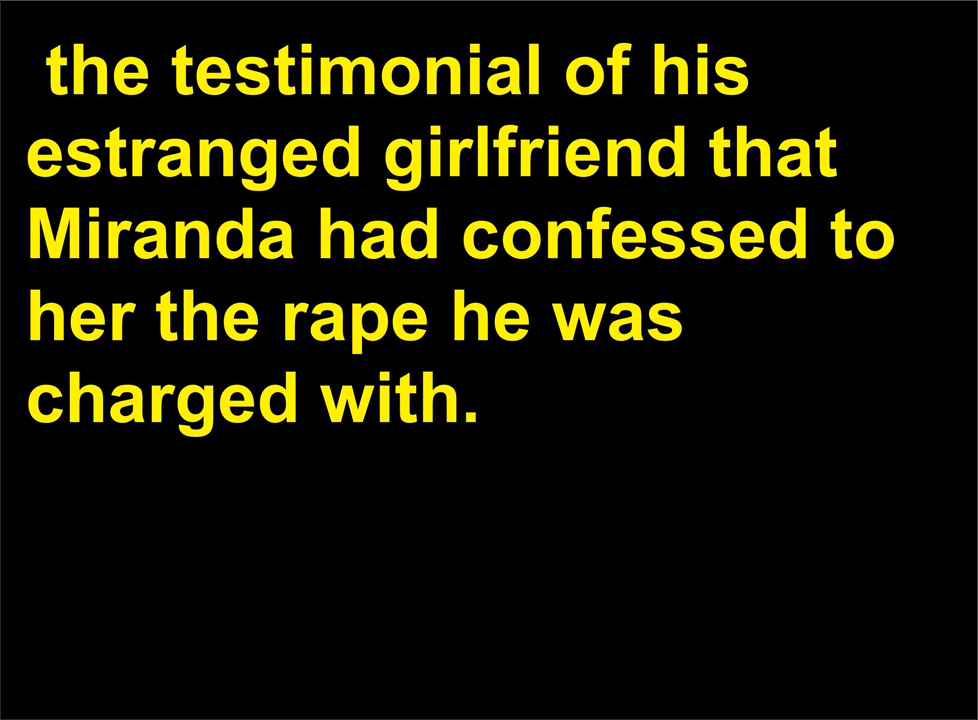 the testimonial of his
estranged girlfriend that
Miranda had confessed to
her the rape he was
charged with.